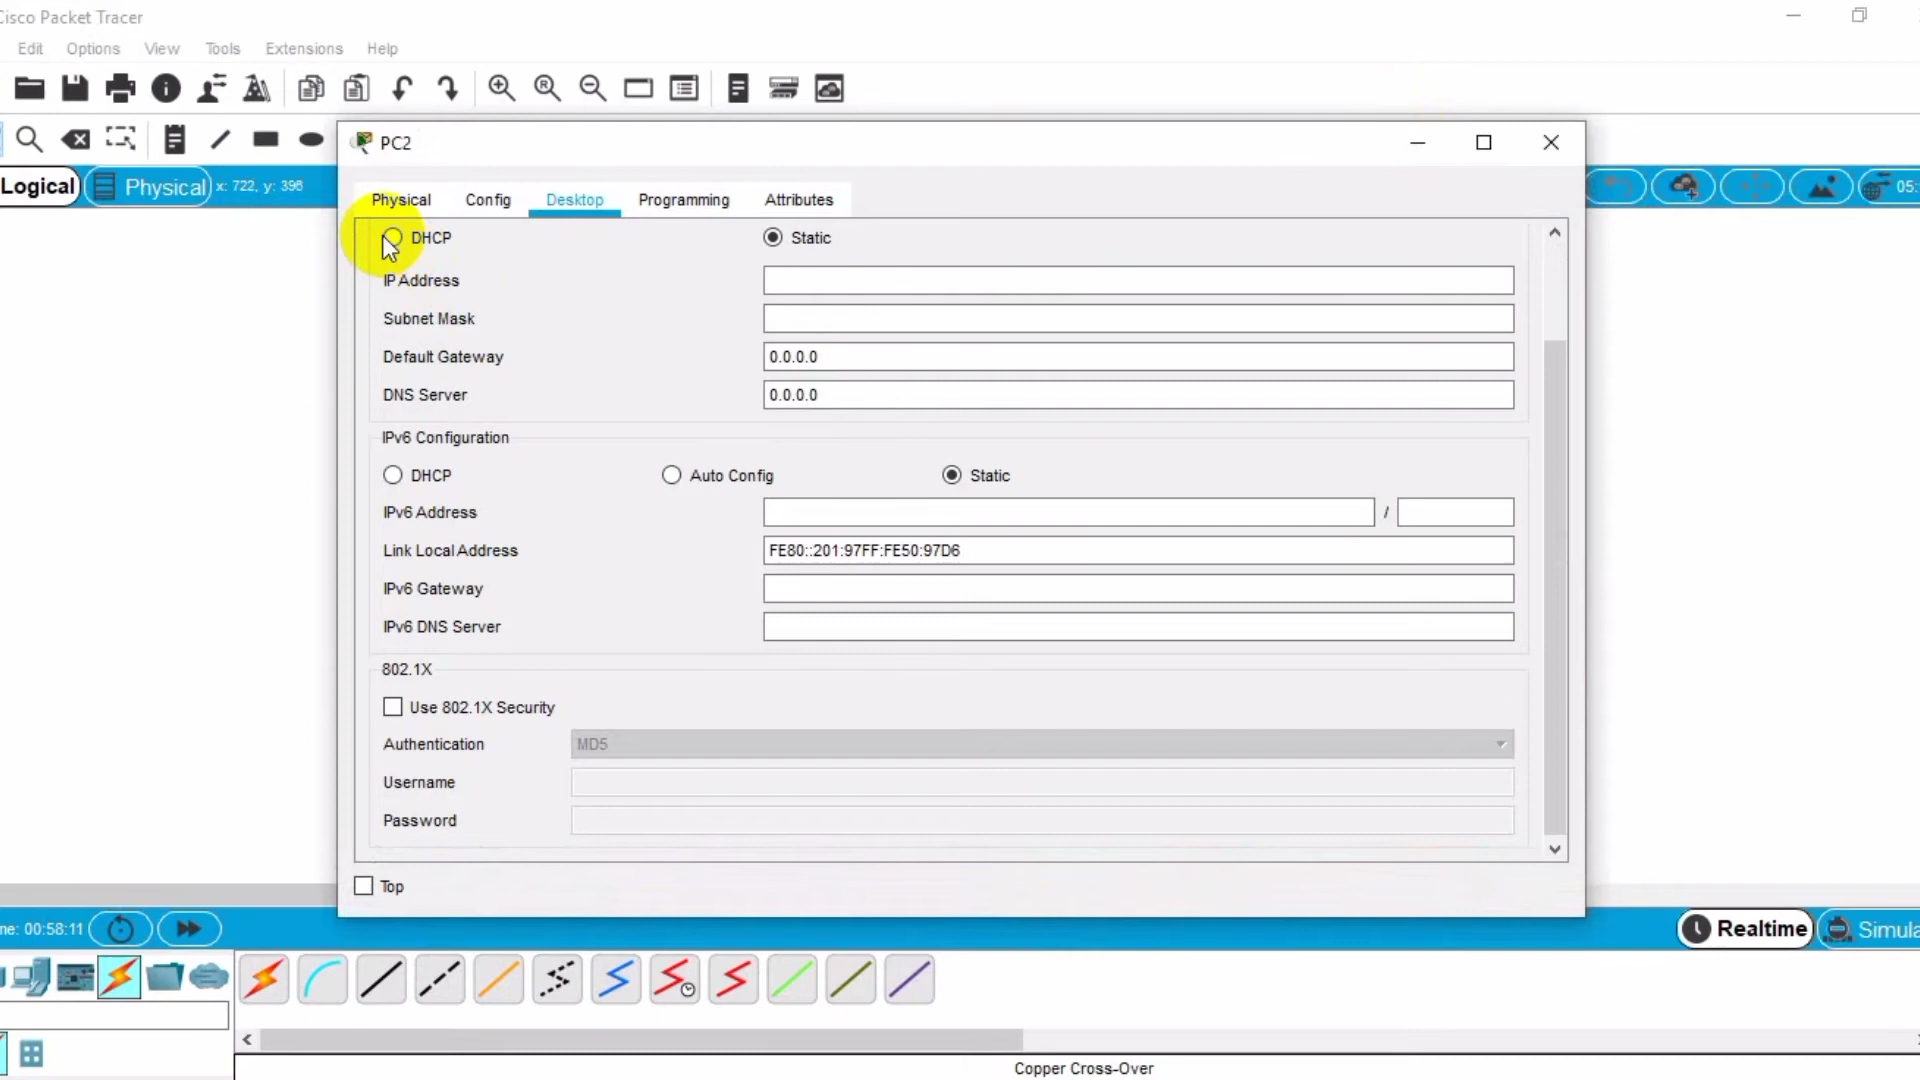 Cisco Packet Tracer
Edit Options View Tools Extensions Help
PC2
Logical Physical x: 722, y: 396
05:
Physical Config Desktop Programming Attributes
DHCP Static
IP Address
Subnet Mask
Default Gateway 0.0.0.0
DNS Server 0.0.0.0
IPv6 Configuration
DHCP Auto Config Static
IPv6 Address /
Link Local Address FE80::201:97FF:FE50:97D6
IPv6 Gateway
IPv6 DNS Server
802.1X
Use 802.1X Security
Authentication MD5
Username
Password
Top
me: 00:58:11 Realtime Simula
Copper Cross-Over